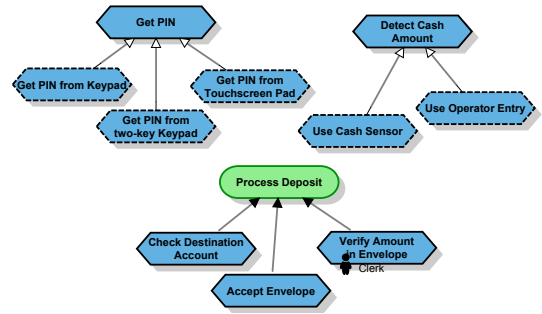 Get PIN
Detect Cash
Amount
Get PIN from Keypad
Get PIN from
Touchscreen Pad
Get PIN from
two-key Keypad
Use Cash Sensor
Use Operator Entry
Process Deposit
Check Destination
Account
Verify Amount
in Envelope
Clerk
Accept Envelope